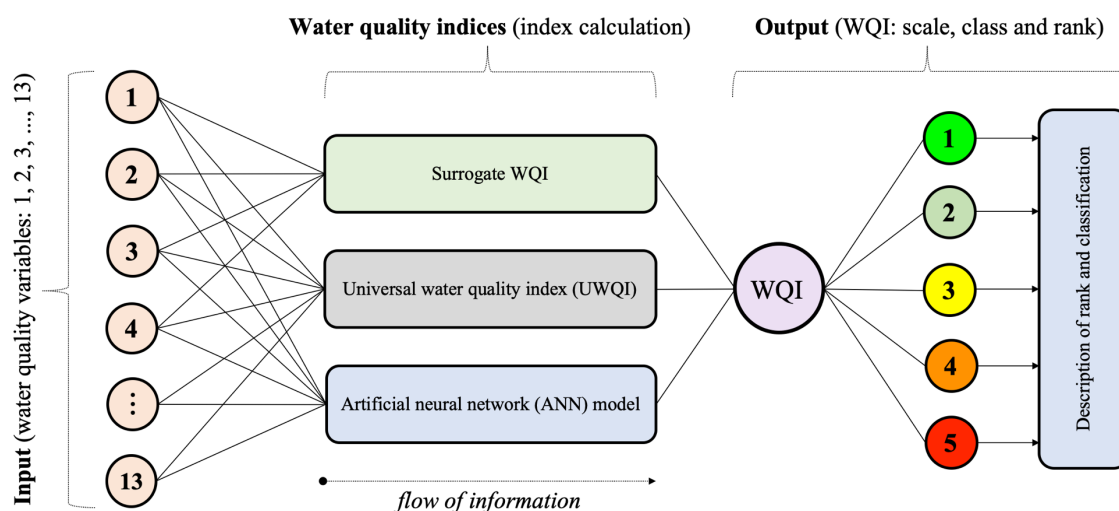 Input (water quality variables: 1, 2, 3, ..., 13)
1
2
3
4
⋮
13
Water quality indices (index calculation)
Surrogate WQI
Universal water quality index (UWQI)
Artificial neural network (ANN) model
flow of information
Output (WQI: scale, class and rank)
WQI
1
2
3
4
5
Description of rank and classification